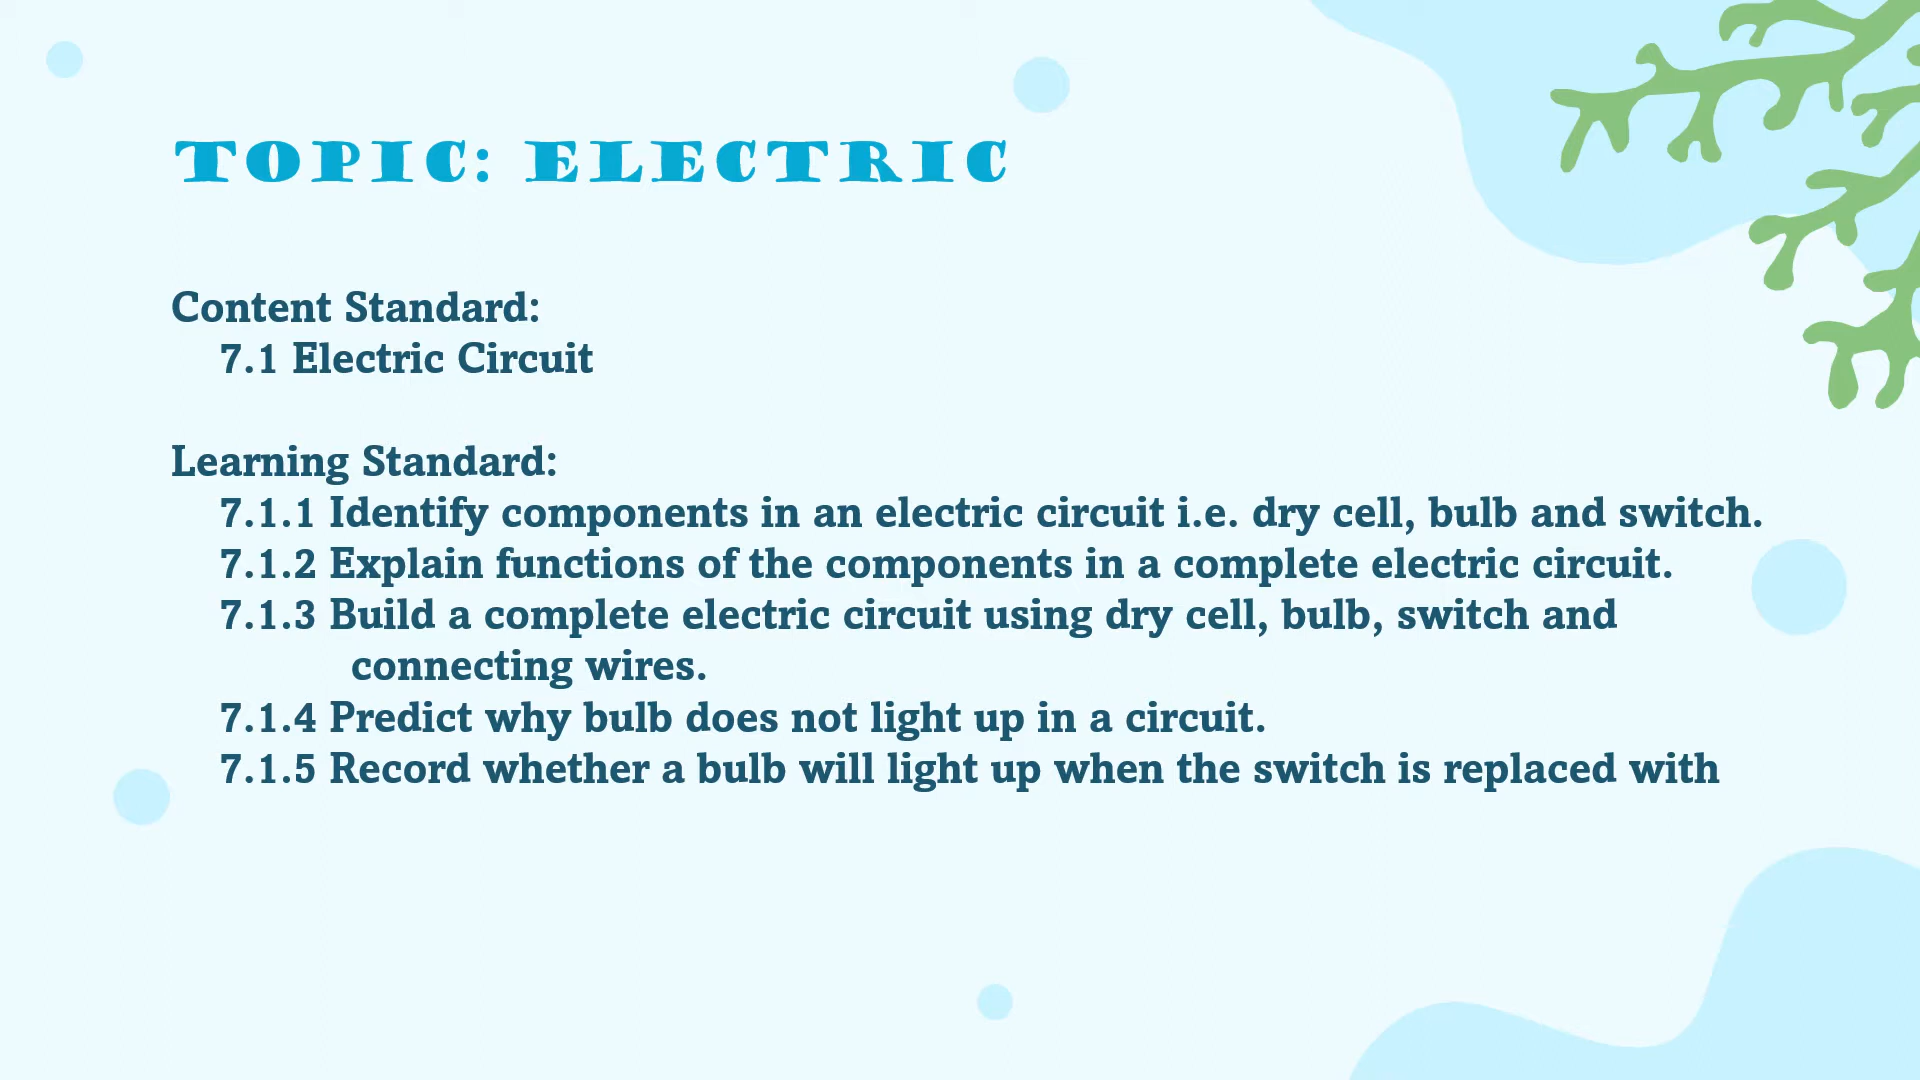 TOPIC: ELECTRIC
Content Standard:
7.1 Electric Circuit
Learning Standard:
7.1.1 Identify components in an electric circuit i.e. dry cell, bulb and switch.
7.1.2 Explain functions of the components in a complete electric circuit.
7.1.3 Build a complete electric circuit using dry cell, bulb, switch and
connecting wires.
7.1.4 Predict why bulb does not light up in a circuit.
7.1.5 Record whether a bulb will light up when the switch is replaced with